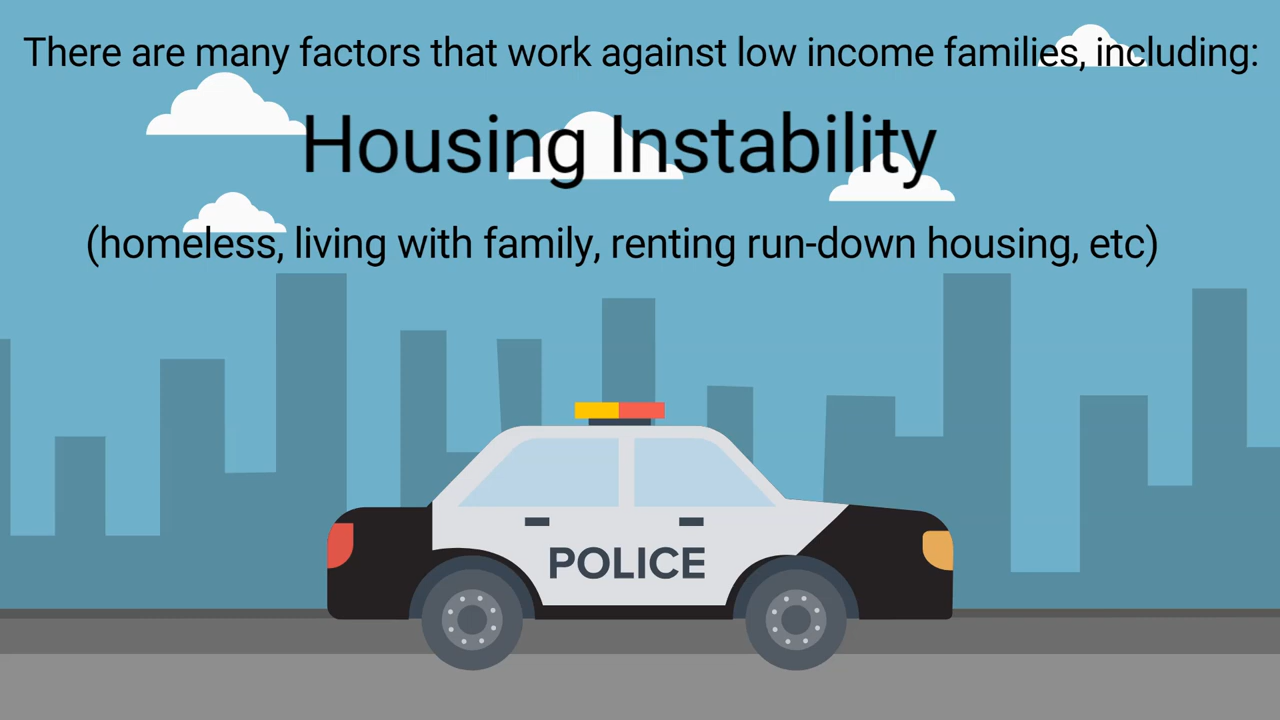 There are many factors that work against low income families, including:
Housing Instability
(homeless, living with family, renting run-down housing, etc)
POLICE